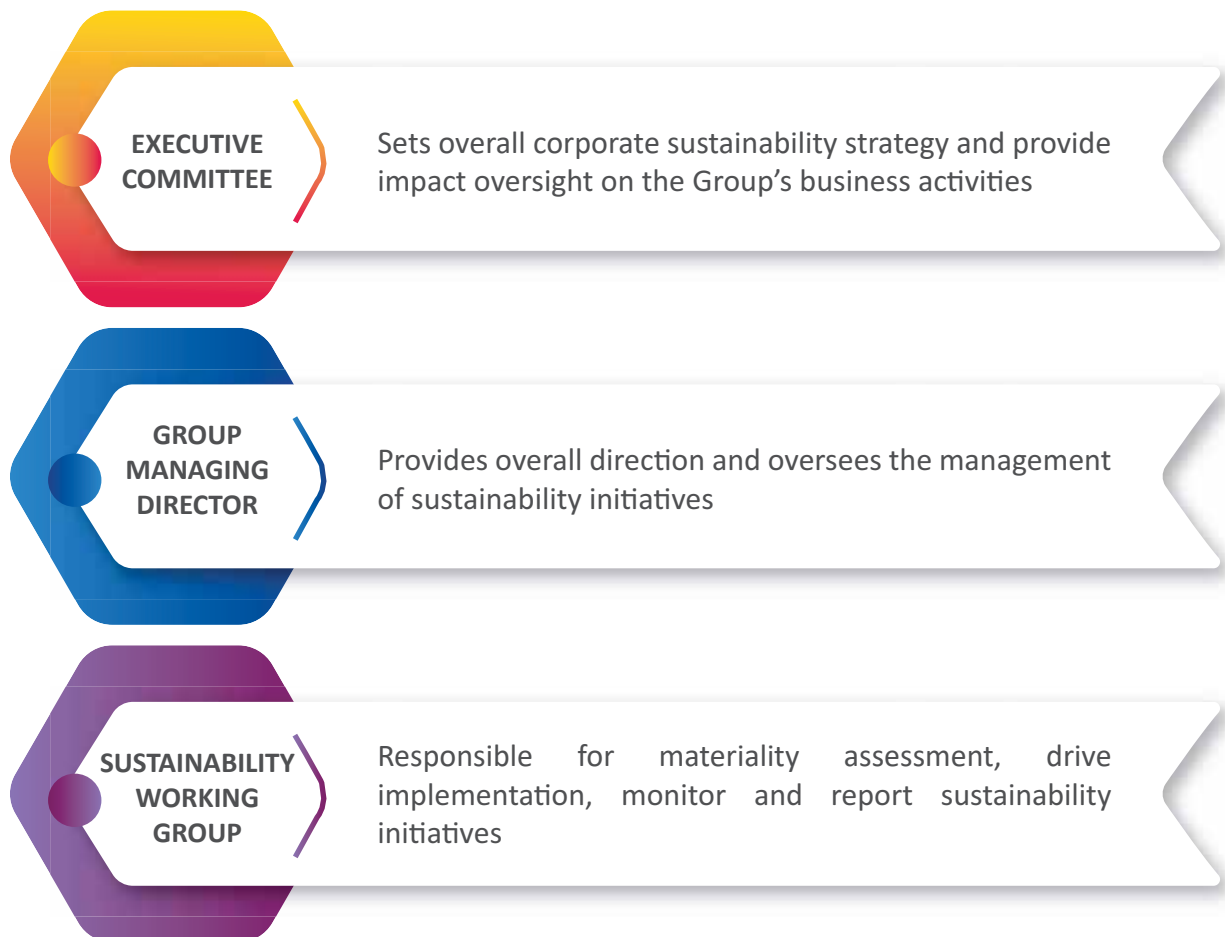 EXECUTIVE
COMMITTEE
Sets overall corporate sustainability strategy and provide
impact oversight on the Group’s business activities
GROUP
MANAGING
DIRECTOR
Provides overall direction and oversees the management
of sustainability initiatives
SUSTAINABILITY
WORKING
GROUP
Responsible for materiality assessment, drive
implementation, monitor and report sustainability
initiatives